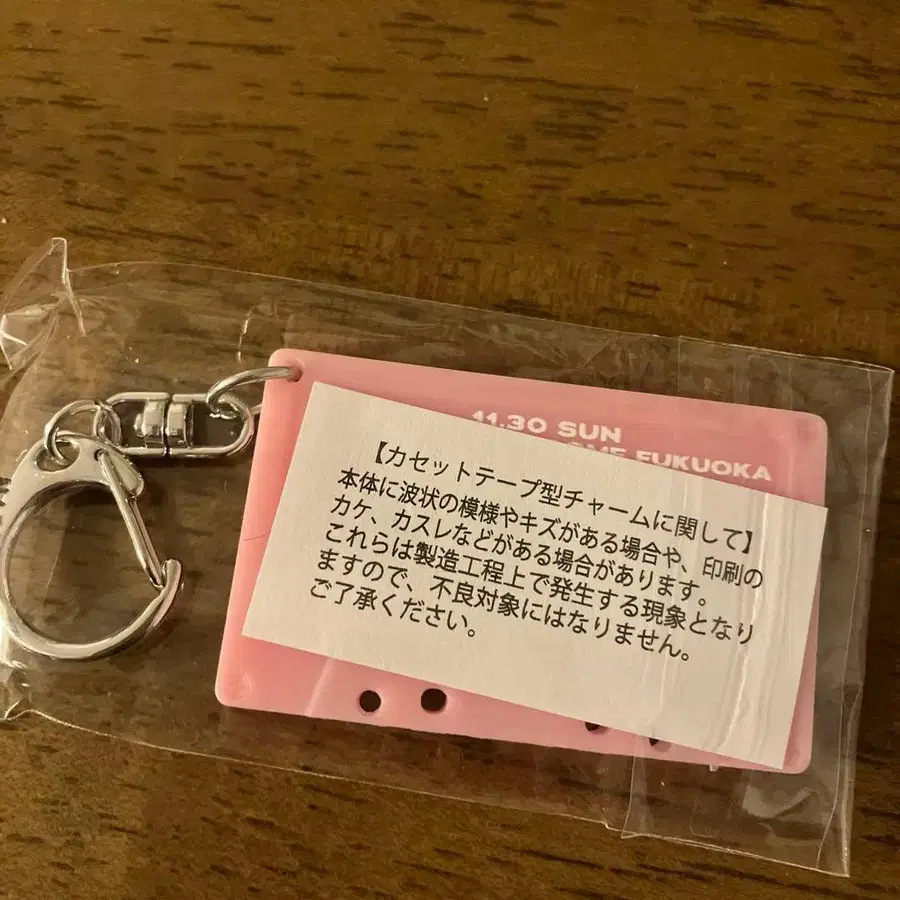 11.30 SUN
FUKUOKA
【カセットテープ型チャームに関して】
本体に波状の模様やキズがある場合や、印刷の
カケ、カスレなどがある場合があります。
これらは製造工程上で発生する現象となり
ますので、不良対象にはなりません。
ご了承ください。